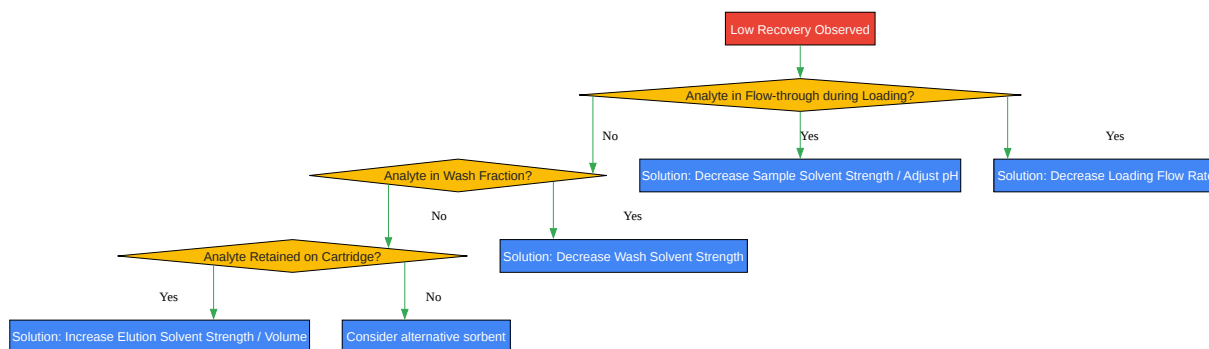 Low Recovery Observed
Analyte in Flow-through during Loading?
No
Yes
Yes
Analyte in Wash Fraction?
Solution: Decrease Sample Solvent Strength / Adjust pH
Solution: Decrease Loading Flow Rate
No
Yes
Analyte Retained on Cartridge?
Solution: Decrease Wash Solvent Strength
Yes
No
Solution: Increase Elution Solvent Strength / Volume
Consider alternative sorbent